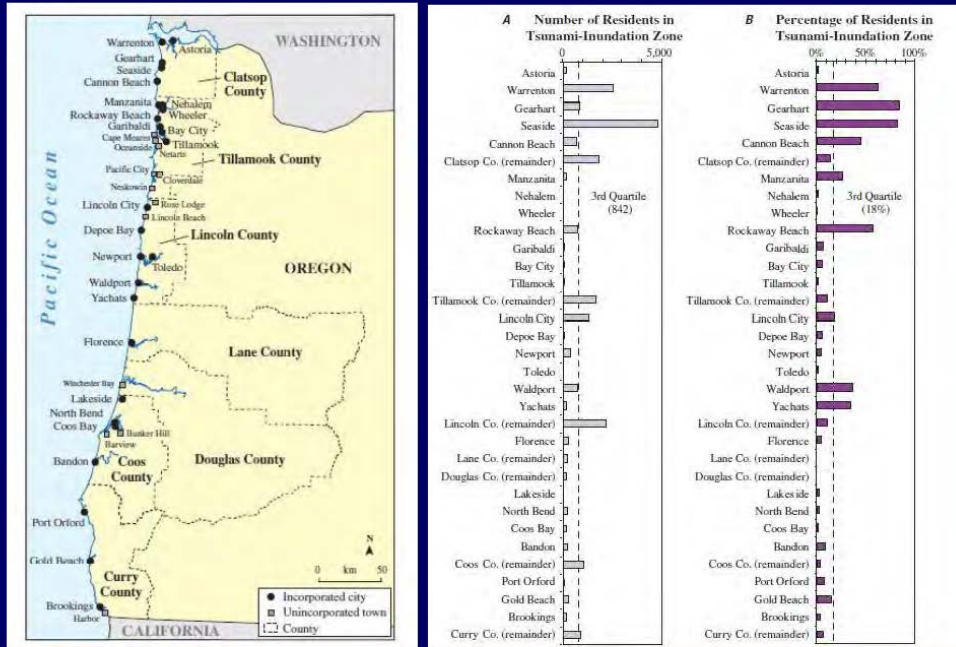 WASHINGTON
Warrenton
Astoria
Gearhart
Seaside
Cannon Beach
Clatsop
County
Manzanita
Nehalem
Rockaway Beach
Wheeler
Garibaldi
Bay City
Cape Meares
Tillamook
Oceanside
Netarts
Tillamook County
Pacific City
Cloverdale
Neskowin
Lincoln City
Rose Lodge
Lincoln Beach
Depoe Bay
Lincoln County
Newport
Toledo
OREGON
Waldport
Yachats
Pacific Ocean
Florence
Lane County
Winchester Bay
Lakeside
North Bend
Coos Bay
Bunker Hill
Barview
Douglas County
Bandon
Coos
County
Port Orford
N
Gold Beach
0 km 50
Curry
County
Incorporated city
Unincorporated town
County
Brookings
Harbor
CALIFORNIA
A Number of Residents in
Tsunami-Inundation Zone
0 5,000
Astoria
Warrenton
Gearhart
Seaside
Cannon Beach
Clatsop Co. (remainder)
Manzanita
Nehalem
Wheeler
Rockaway Beach
Garibaldi
Bay City
Tillamook
Tillamook Co. (remainder)
Lincoln City
Depoe Bay
Newport
Toledo
Waldport
Yachats
Lincoln Co. (remainder)
Florence
Lane Co. (remainder)
Douglas Co. (remainder)
Lakeside
North Bend
Coos Bay
Bandon
Coos Co. (remainder)
Port Orford
Gold Beach
Brookings
Curry Co. (remainder)
3rd Quartile
(842)
B Percentage of Residents in
Tsunami-Inundation Zone
0% 50% 100%
Astoria
Warrenton
Gearhart
Seaside
Cannon Beach
Clatsop Co. (remainder)
Manzanita
Nehalem
Wheeler
Rockaway Beach
Garibaldi
Bay City
Tillamook
Tillamook Co. (remainder)
Lincoln City
Depoe Bay
Newport
Toledo
Waldport
Yachats
Lincoln Co. (remainder)
Florence
Lane Co. (remainder)
Douglas Co. (remainder)
Lakeside
North Bend
Coos Bay
Bandon
Coos Co. (remainder)
Port Orford
Gold Beach
Brookings
Curry Co. (remainder)
3rd Quartile
(18%)